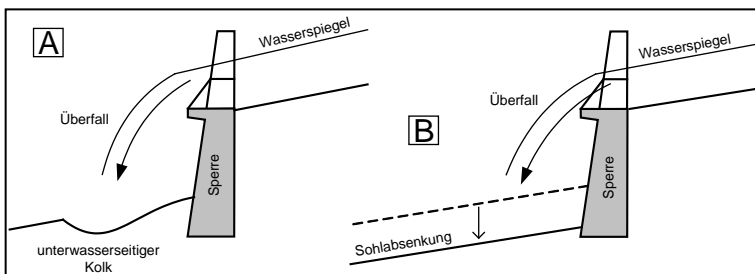 A
Wasserspiegel
Überfall
Sperre
unterwasserseitiger
Kolk
B
Wasserspiegel
Überfall
Sperre
Sohlabsenkung